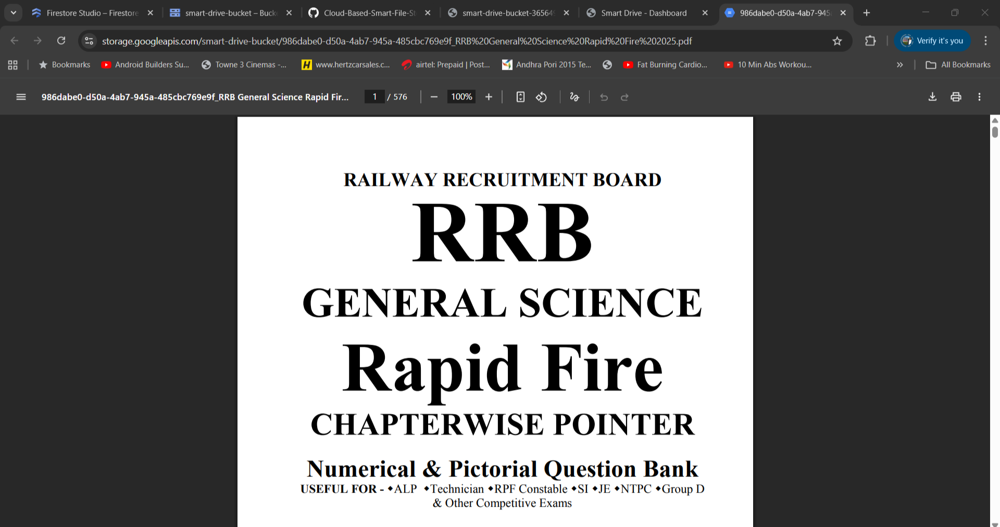 Firestore Studio – Firestore
smart-drive-bucket – Buck
Cloud-Based-Smart-File-St
smart-drive-bucket-36564
Smart Drive - Dashboard
986dabe0-d50a-4ab7-945
storage.googleapis.com/smart-drive-bucket/986dabe0-d50a-4ab7-945a-485cbc769e9f_RRB%20General%20Science%20Rapid%20Fire%202025.pdf
Verify it's you
Bookmarks
Android Builders Su...
Towne 3 Cinemas -...
www.hertzcarsales.c...
airtel: Prepaid | Post...
Andhra Pori 2015 Te...
Fat Burning Cardio...
10 Min Abs Workou...
All Bookmarks
986dabe0-d50a-4ab7-945a-485cbc769e9f_RRB General Science Rapid Fir...
1 / 576
100%
RAILWAY RECRUITMENT BOARD
RRB
GENERAL SCIENCE
Rapid Fire
CHAPTERWISE POINTER
Numerical & Pictorial Question Bank
USEFUL FOR - ◆ALP ◆Technician ◆RPF Constable ◆SI ◆JE ◆NTPC ◆Group D
& Other Competitive Exams